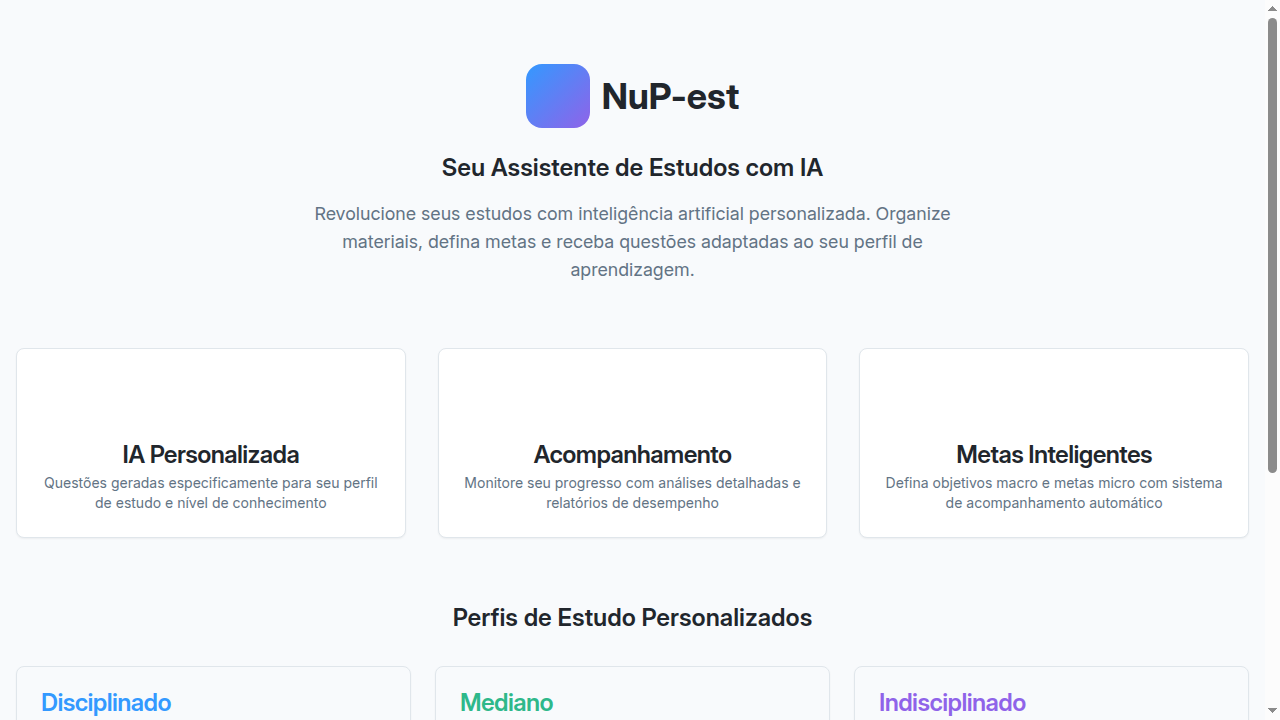 NuP-est
Seu Assistente de Estudos com IA
Revolucione seus estudos com inteligência artificial personalizada. Organize
materiais, defina metas e receba questões adaptadas ao seu perfil de
aprendizagem.
IA Personalizada
Questões geradas especificamente para seu perfil
de estudo e nível de conhecimento
Acompanhamento
Monitore seu progresso com análises detalhadas e
relatórios de desempenho
Metas Inteligentes
Defina objetivos macro e metas micro com sistema
de acompanhamento automático
Perfis de Estudo Personalizados
Disciplinado
Mediano
Indisciplinado